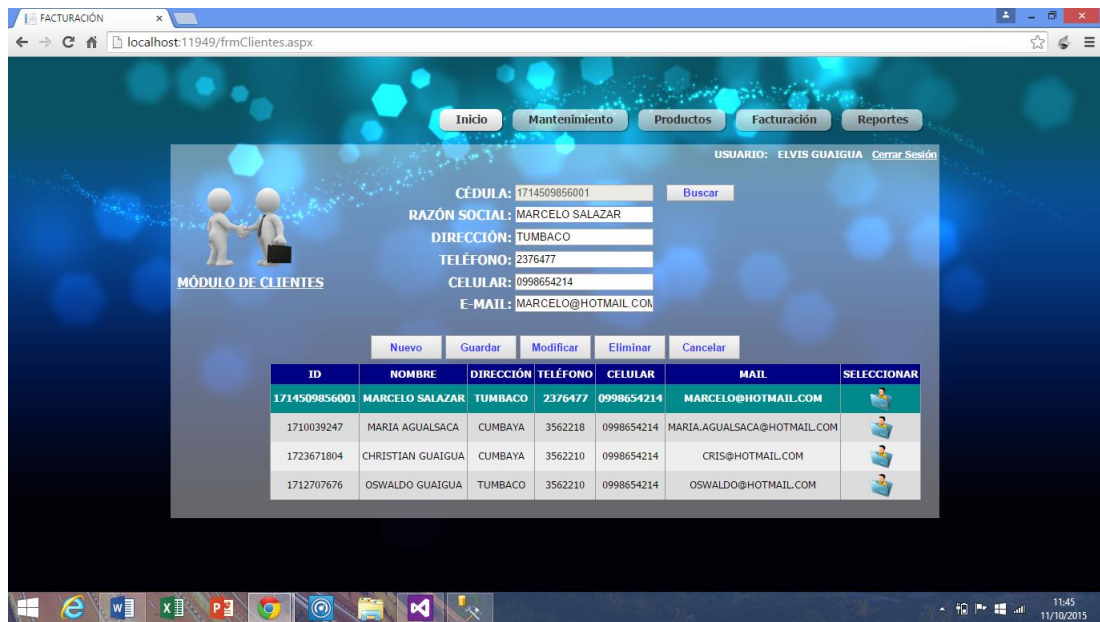 FACTURACIÓN
localhost:11949/frmClientes.aspx
Inicio Mantenimiento Productos Facturación Reportes
USUARIO: ELVIS GUAIGUA Cerrar Sesión
CÉDULA: 1714509856001 Buscar
RAZÓN SOCIAL: MARCELO SALAZAR
DIRECCIÓN: TUMBACO
TELÉFONO: 2376477
CELULAR: 0998654214
E-MAIL: MARCELO@HOTMAIL.COM
MÓDULO DE CLIENTES
Nuevo Guardar Modificar Eliminar Cancelar
ID NOMBRE DIRECCIÓN TELÉFONO CELULAR MAIL SELECCIONAR
1714509856001 MARCELO SALAZAR TUMBACO 2376477 0998654214 MARCELO@HOTMAIL.COM
1710039247 MARIA AGUALSACA CUMBAYA 3562218 0998654214 MARIA.AGUALSACA@HOTMAIL.COM
1723671804 CHRISTIAN GUAIGUA CUMBAYA 3562210 0998654214 CRIS@HOTMAIL.COM
1712707676 OSWALDO GUAIGUA TUMBACO 3562210 0998654214 OSWALDO@HOTMAIL.COM
11:45
11/10/2015